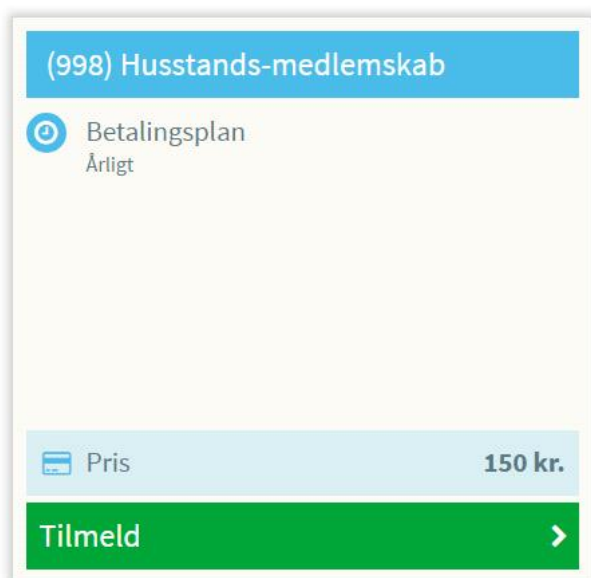 (998) Husstands-medlemskab
Betalingsplan
Årligt
Pris 150 kr.
Tilmeld